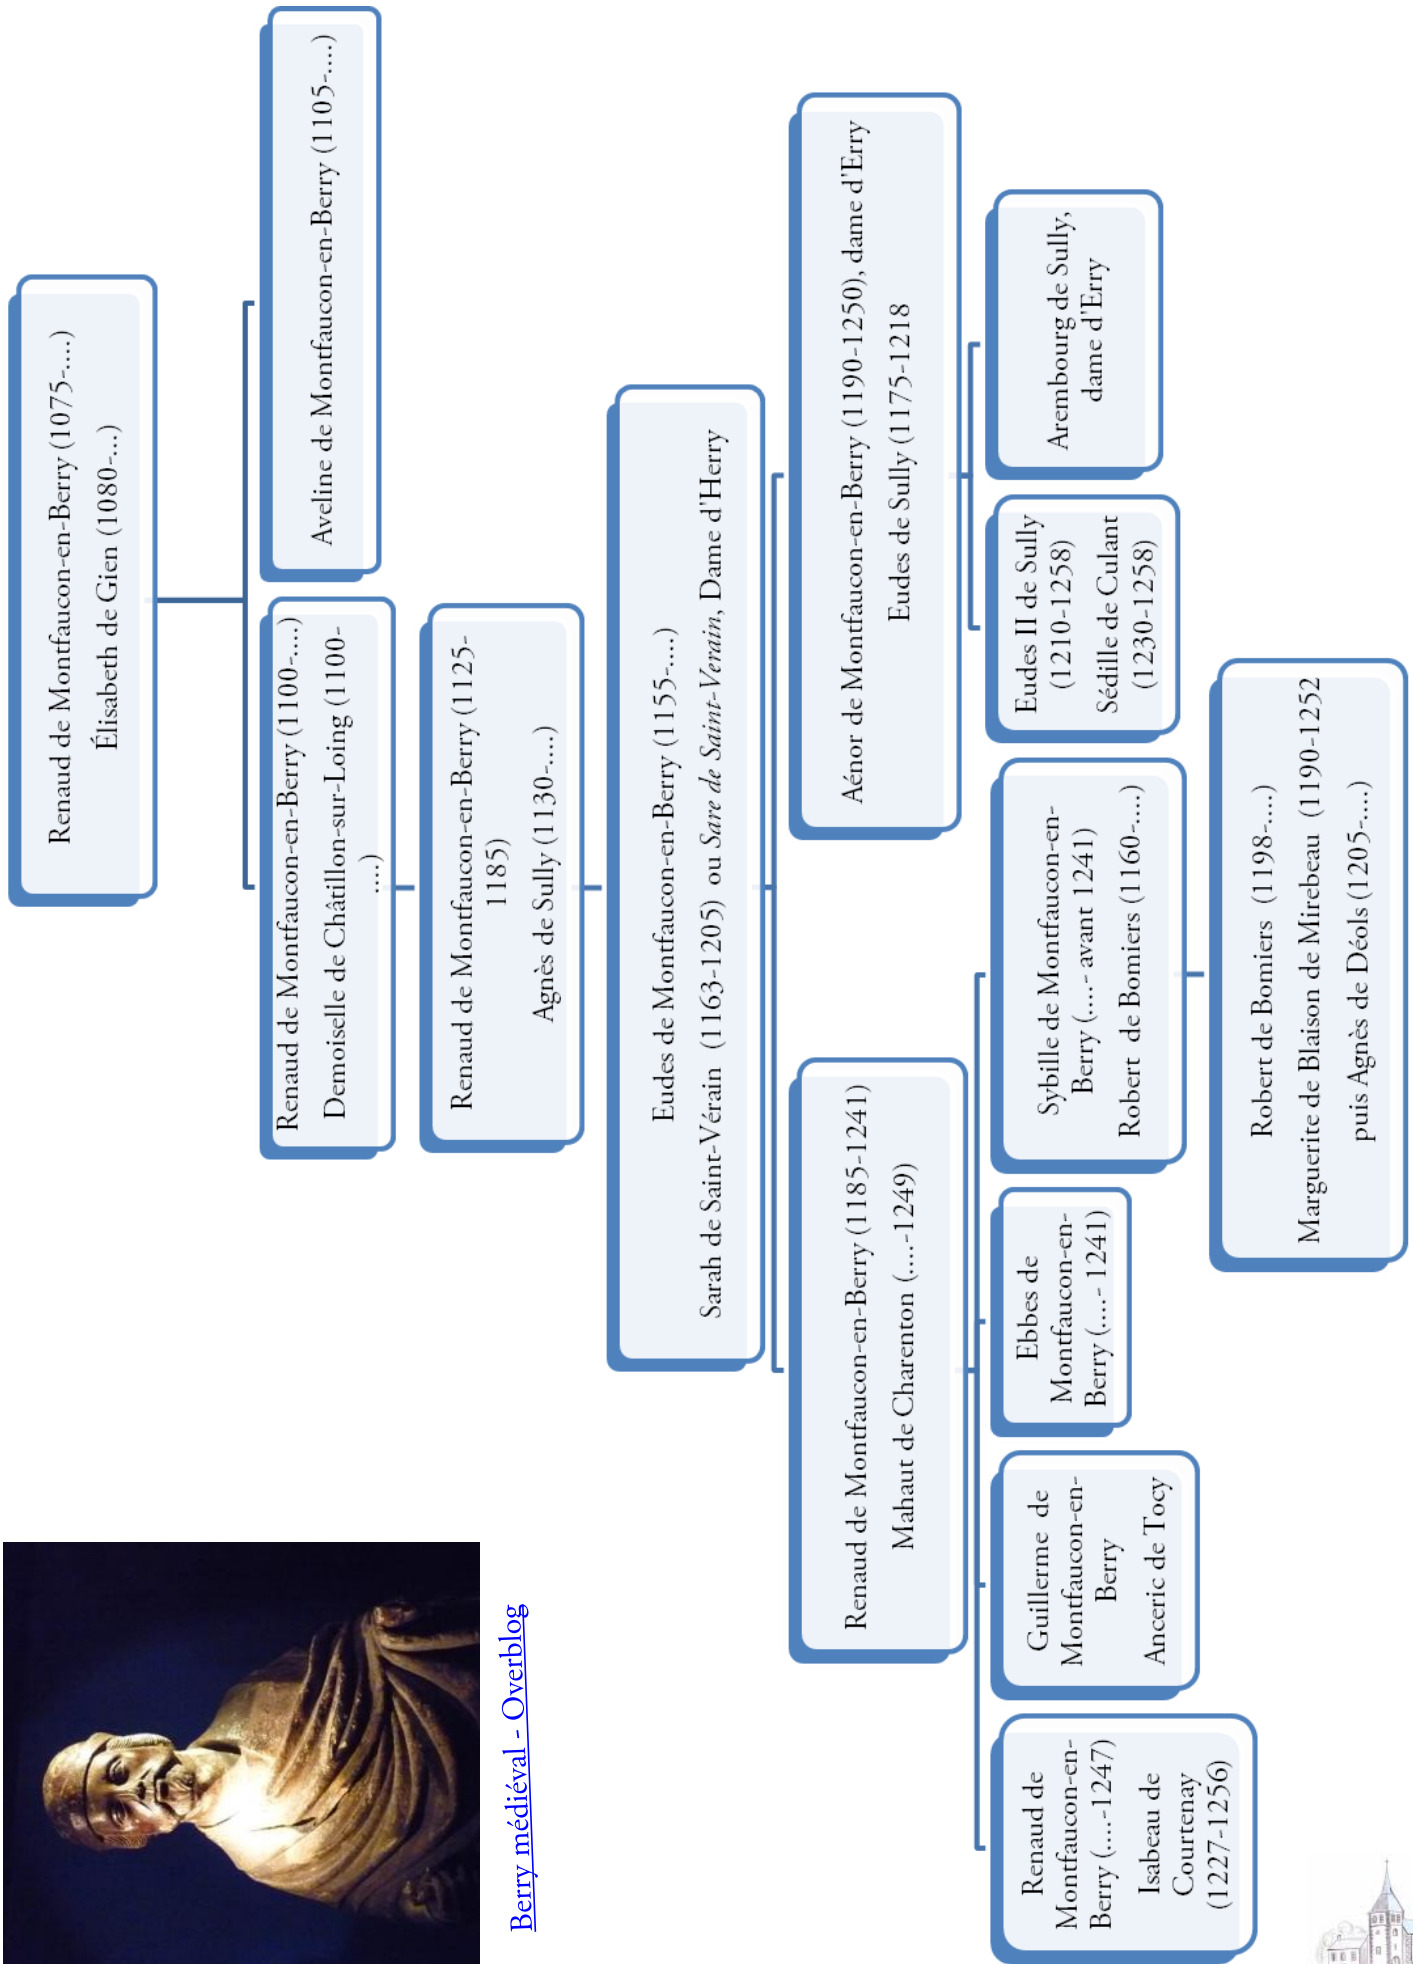 Renaud de Montfaucon-en-Berry (1075-....)
Élisabeth de Gien (1080-...)
Renaud de Montfaucon-en-Berry (1100-....)
Demoiselle de Châtillon-sur-Loing (1100-
....)
Aveline de Montfaucon-en-Berry (1105-....)
Renaud de Montfaucon-en-Berry (1125-
1185)
Agnès de Sully (1130-....)
Eudes de Montfaucon-en-Berry (1155-....)
Sarah de Saint-Vérain (1163-1205) ou Sare de Saint-Verain, Dame d'Herry
Renaud de Montfaucon-en-Berry (1185-1241)
Mahaut de Charenton (....-1249)
Aénor de Montfaucon-en-Berry (1190-1250), dame d'Erry
Eudes de Sully (1175-1218
Renaud de
Montfaucon-en-
Berry (....-1247)
Isabeau de
Courtenay
(1227-1256)
Guillerme de
Montfaucon-en-
Berry
Anceric de Tocy
Ebbes de
Montfaucon-en-
Berry (....- 1241)
Sybille de Montfaucon-en-
Berry (....- avant 1241)
Robert de Bomiers (1160-....)
Eudes II de Sully
(1210-1258)
Sédille de Culant
(1230-1258)
Arembourg de Sully,
dame d'Erry
Robert de Bomiers (1198-....)
Marguerite de Blaison de Mirebeau (1190-1252
puis Agnès de Déols (1205-....)
Berry médiéval - Overblog